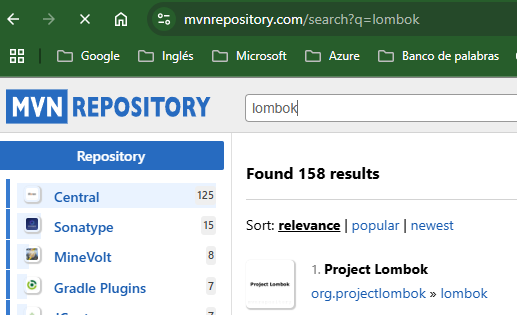 mvnrepository.com/search?q=lombok
Google Inglés Microsoft Azure Banco de palabras
MVN REPOSITORY
lombok
Repository
Central 125
Sonatype 15
MineVolt 8
Gradle Plugins 7
Found 158 results
Sort: relevance | popular | newest
Project Lombok
1. Project Lombok
org.projectlombok » lombok